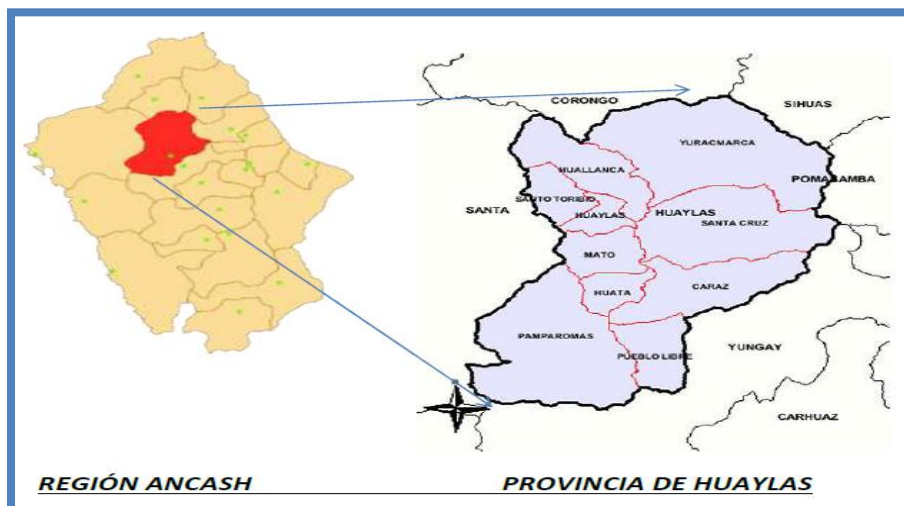 CORONGO
SIHUAS
YURACMARCA
HUALLANCA
POMABAMBA
SANTO TORIBIO
SANTA
HUAYLAS
HUAYLAS
SANTA CRUZ
MATO
HUATA
CARAZ
PAMPAROMAS
PUEBLO LIBRE
YUNGAY
CARHUAZ
REGIÓN ANCASH PROVINCIA DE HUAYLAS